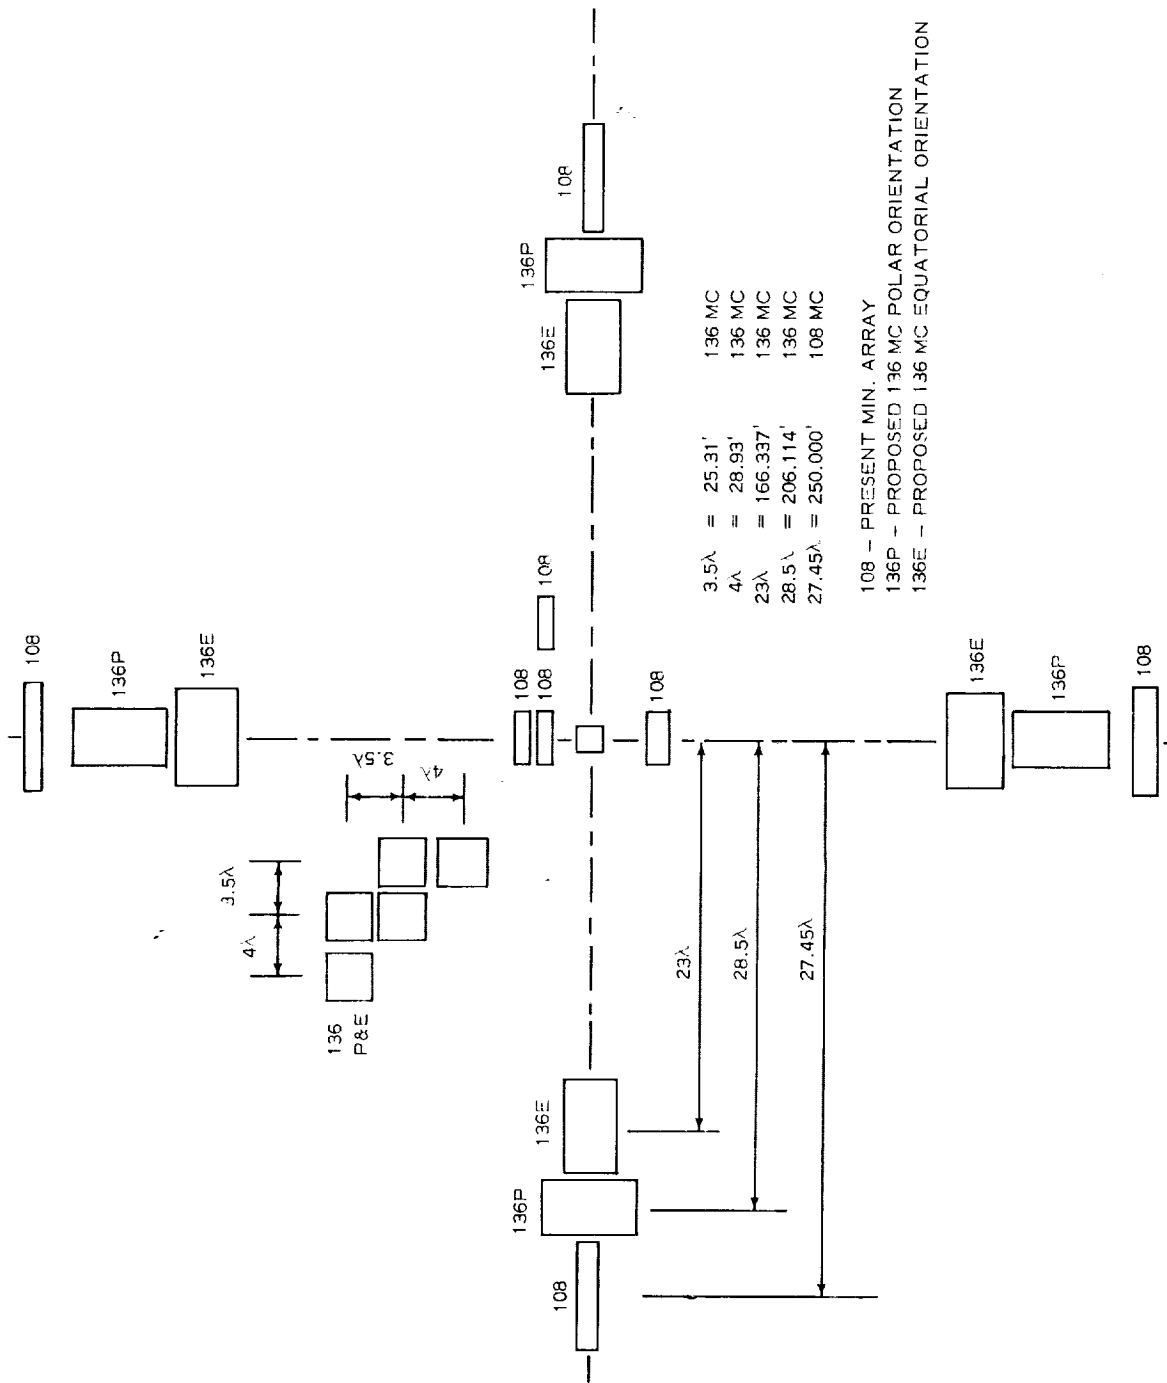 108
136P
136E
4λ
3.5λ
3.5λ
4λ
136
P&E
108
108
108
108
108
136P
136E
136E
136P
108
23λ
28.5λ
27.45λ
3.5λ = 25.31' 136 MC
4λ = 28.93' 136 MC
23λ = 166.337' 136 MC
28.5λ = 206.114' 136 MC
27.45λ = 250.000' 108 MC
108 – PRESENT MIN. ARRAY
136P – PROPOSED 136 MC POLAR ORIENTATION
136E – PROPOSED 136 MC EQUATORIAL ORIENTATION
136E
136P
108